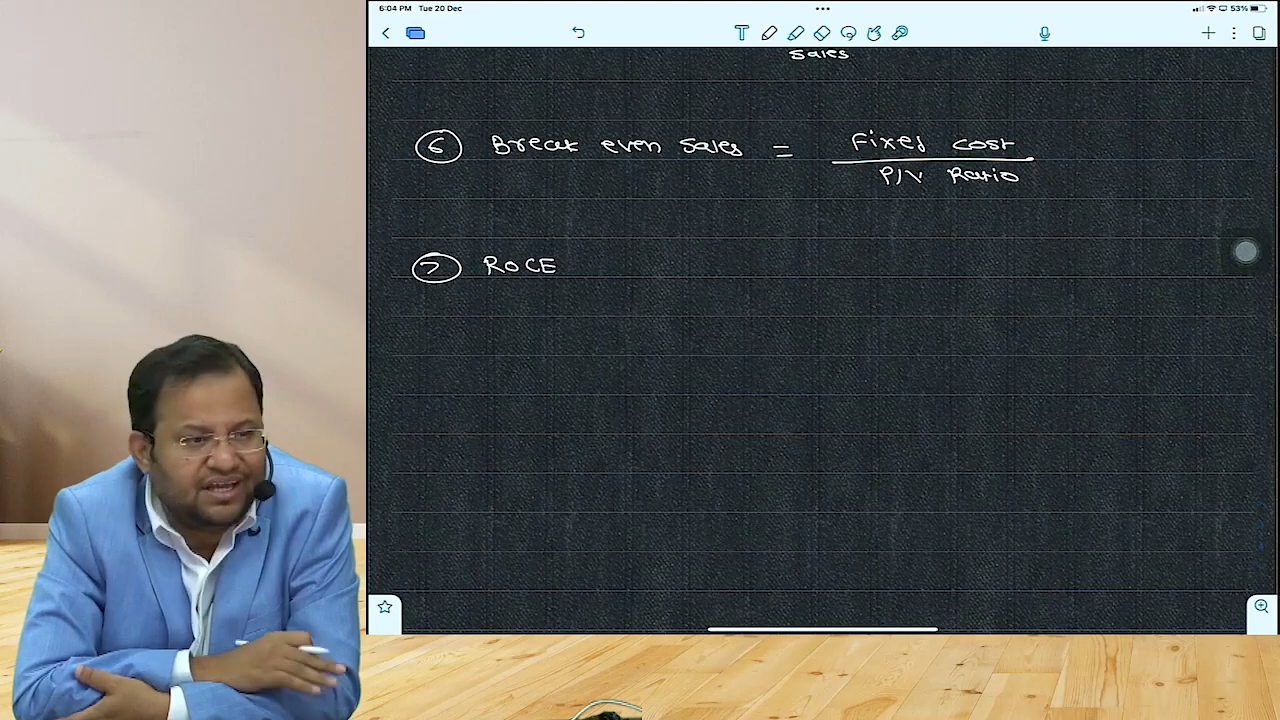 6:04 PM Tue 20 Dec
53%
Sales
6 Break even Sales = Fixed cost
P/V Ratio
7 ROCE